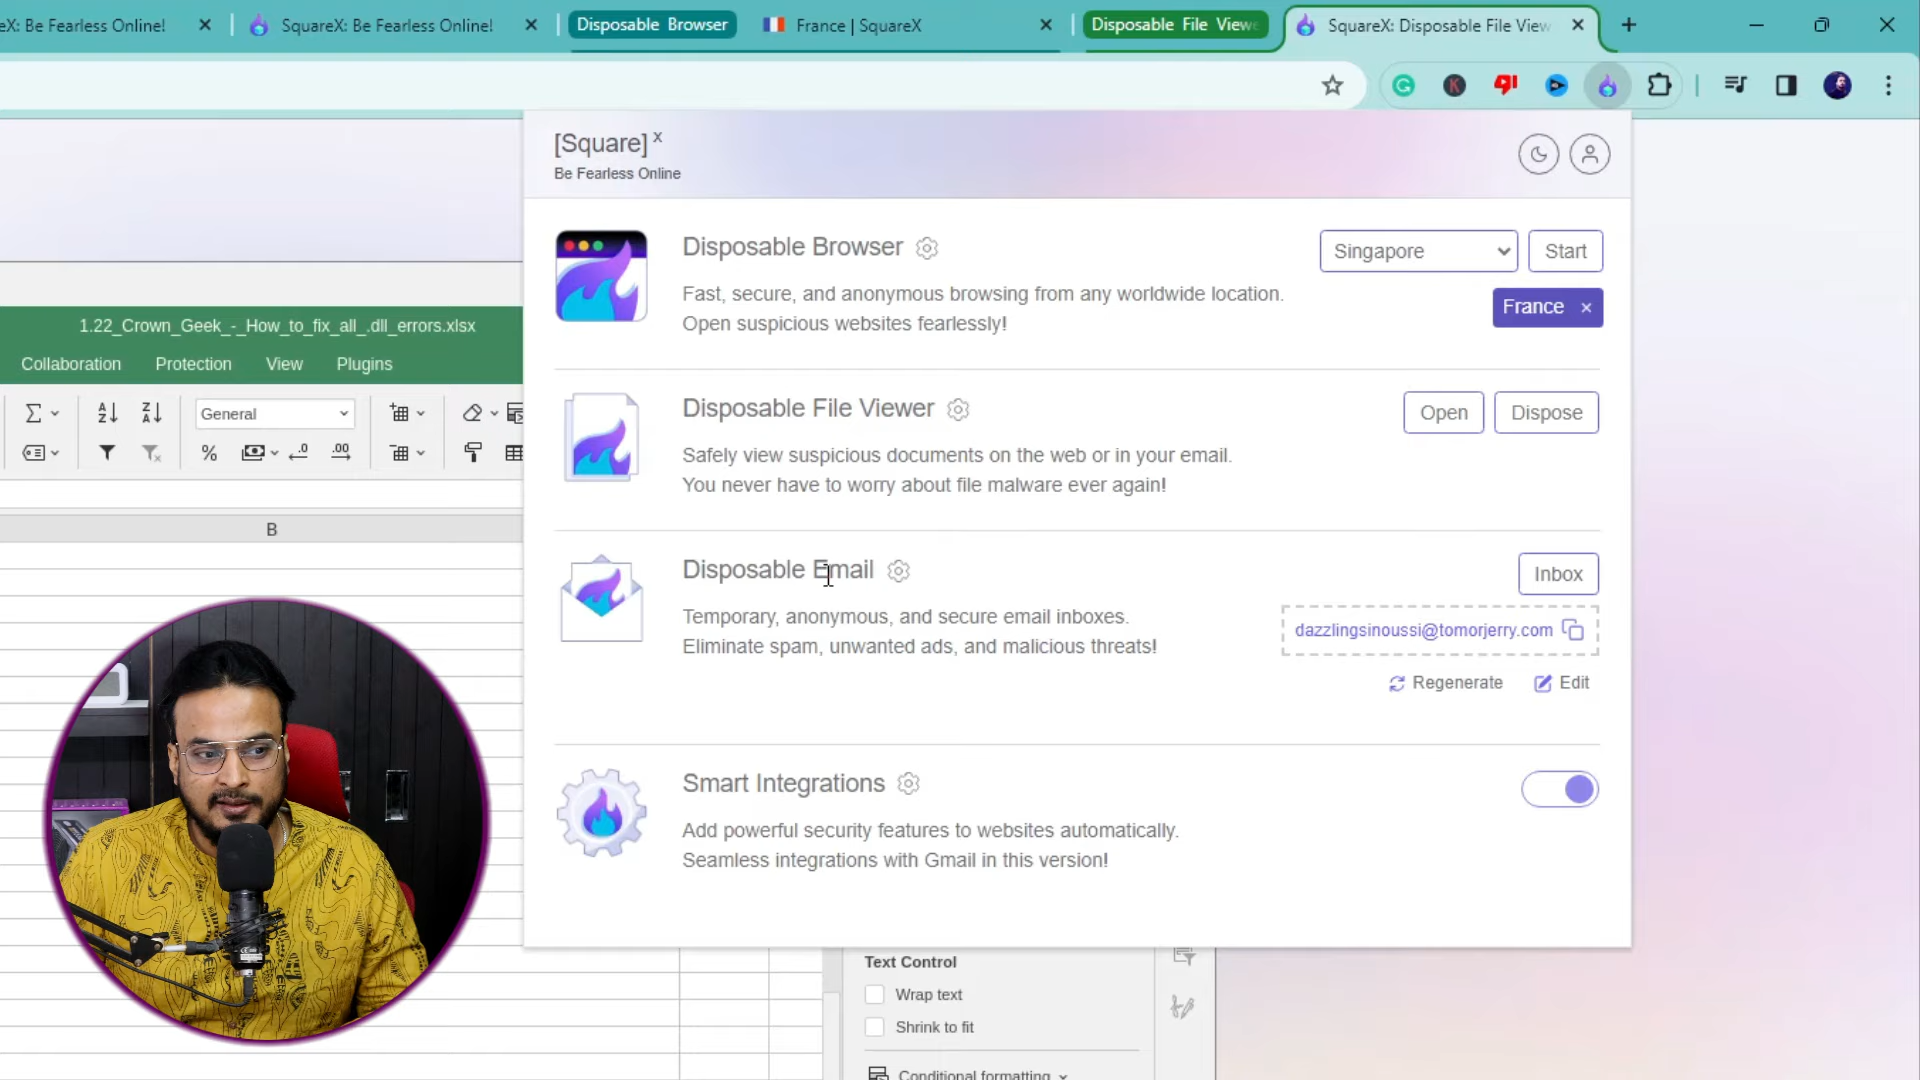 eX: Be Fearless Online!
SquareX: Be Fearless Online!
Disposable Browser
France | SquareX
Disposable File View
SquareX: Disposable File View
[Square] x
Be Fearless Online
Disposable Browser
Singapore
Start
Fast, secure, and anonymous browsing from any worldwide location.
Open suspicious websites fearlessly!
France
1.22_Crown_Geek_-_How_to_fix_all_.dll_errors.xlsx
Collaboration
Protection
View
Plugins
General
B
Disposable File Viewer
Open
Dispose
Safely view suspicious documents on the web or in your email.
You never have to worry about file malware ever again!
Disposable Email
Inbox
Temporary, anonymous, and secure email inboxes.
Eliminate spam, unwanted ads, and malicious threats!
dazzlingsinoussi@tomorjerry.com
Regenerate
Edit
Smart Integrations
Add powerful security features to websites automatically.
Seamless integrations with Gmail in this version!
Text Control
Wrap text
Shrink to fit
Conditional formatting